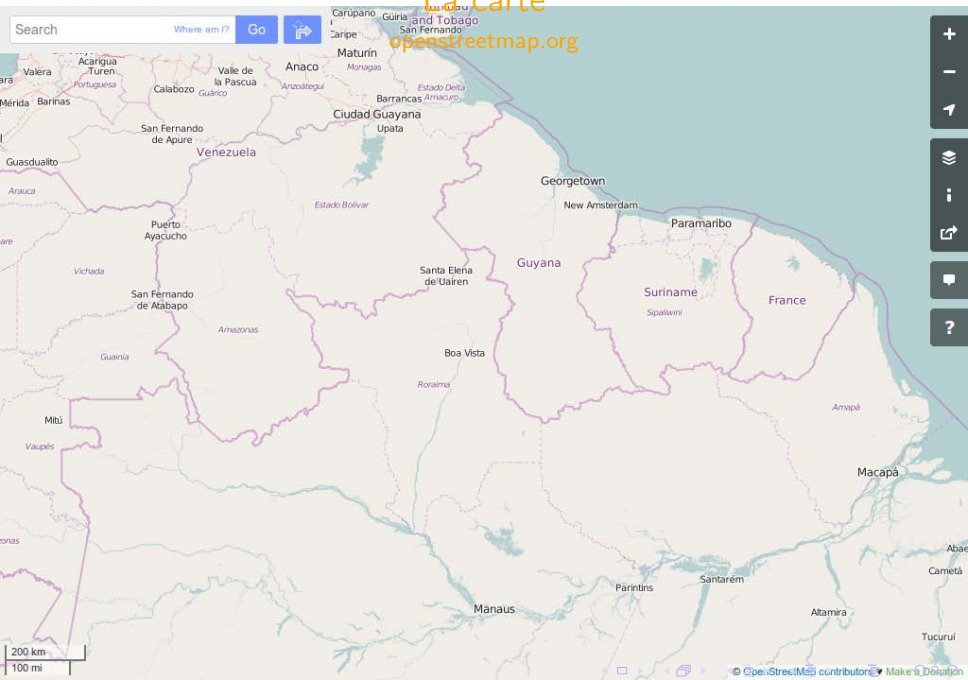 La carte
openstreetmap.org
Search
Where am I?
Go
Carúpano
Güiria
and Tobago
San Fernando
Caripe
Maturín
Monagas
Acarigua
Turen
Portuguesa
Valera
Valle de
la Pascua
Anaco
Anzoátegui
Calabozo
Guárico
Estado Delta
Amacuro
Barrancas
Mérida
Barinas
Ciudad Guayana
Upata
San Fernando
de Apure
Venezuela
Guasdualito
Arauca
Georgetown
New Amsterdam
Estado Bolívar
Paramaribo
Puerto
Ayacucho
Guyana
Vichada
Santa Elena
de Uairen
San Fernando
de Atabapo
Suriname
Sipaliwini
France
Amazonas
Guainía
Boa Vista
Roraima
Amapá
Mitú
Vaupés
Macapá
Cametá
Santarém
Parintins
Manaus
Altamira
Tucuruí
200 km
100 mi
© OpenStreetMap contributors ♥ Make a Donation
?